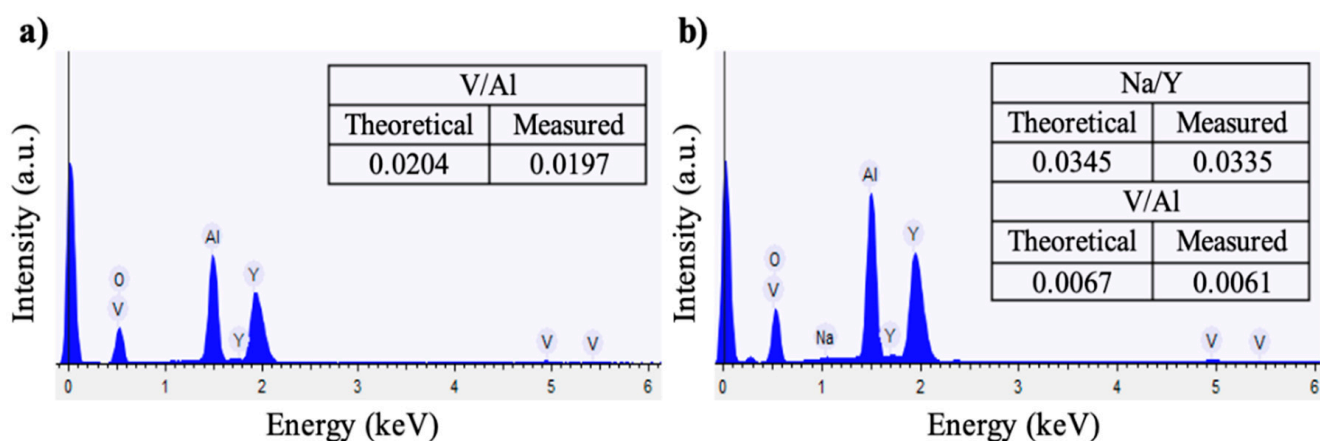 a)
V/Al
Theoretical Measured
0.0204 0.0197
Intensity (a.u.)
O
V
Al
Y
Y
V
V
0 1 2 3 4 5 6
Energy (keV)
b)
Na/Y
Theoretical Measured
0.0345 0.0335
V/Al
Theoretical Measured
0.0067 0.0061
Intensity (a.u.)
O
V
Na
Al
Y
Y
V
V
0 1 2 3 4 5 6
Energy (keV)